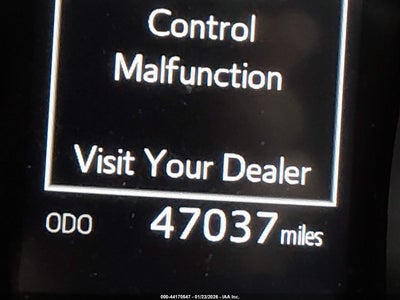 Control
Malfunction
Visit Your Dealer
ODO 47037 miles
000-44170547 - 01/23/2026 - IAA Inc.